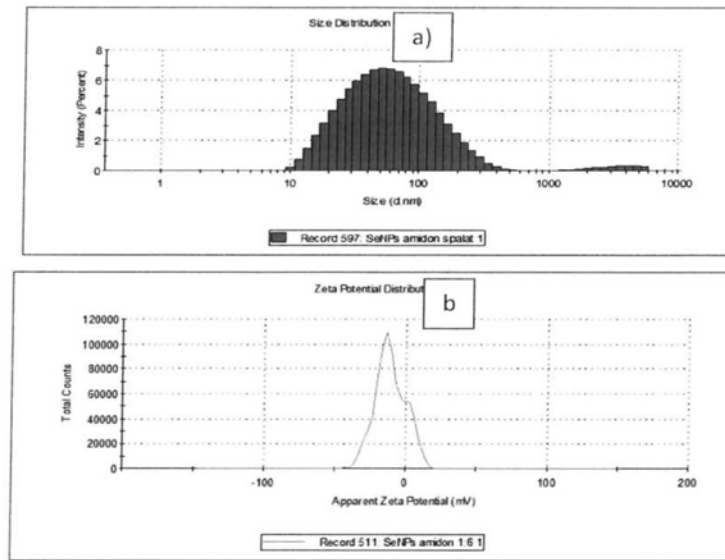 Size Distribution
a)
Intensity (Percent)
8
6
4
2
0
1
10
100
1000
10000
Size (d.nm)
Record 597: SeNPs amidon spalat 1
Zeta Potential Distribut
b
Total Counts
120000
100000
80000
60000
40000
20000
0
-100
0
100
200
Apparent Zeta Potential (mV)
Record 511: SeNPs amidon 1:6 1